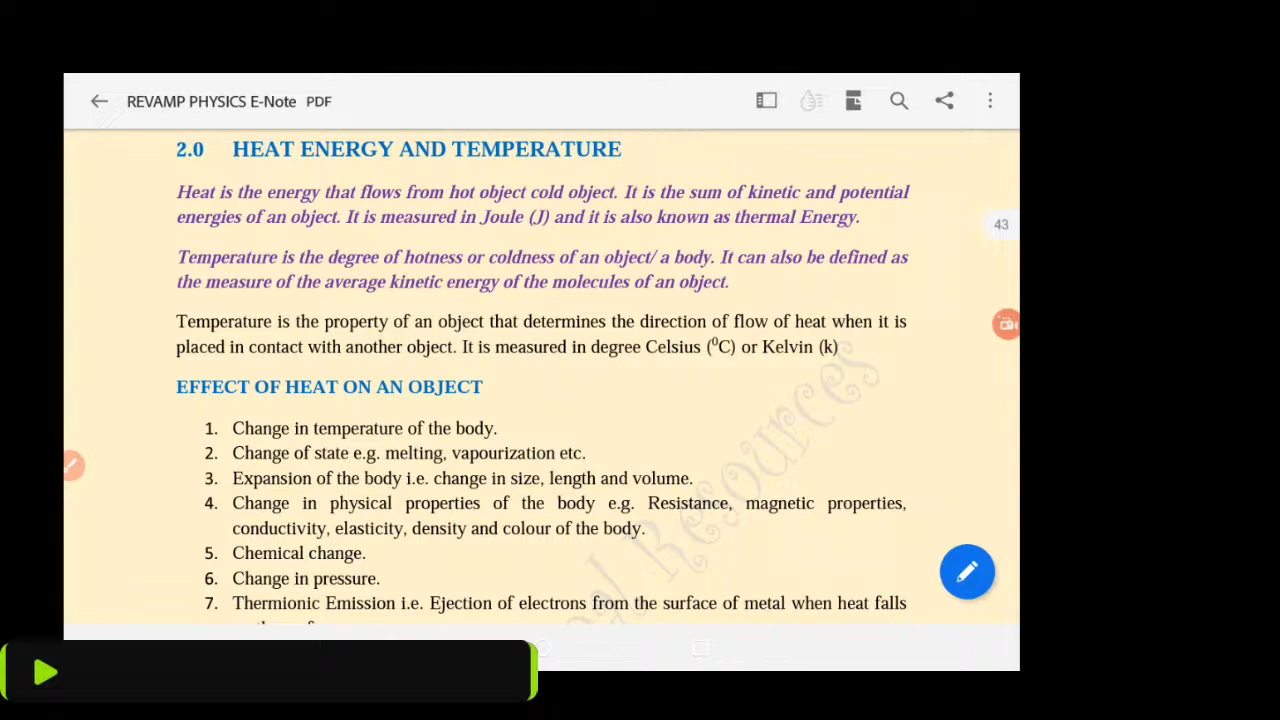 REVAMP PHYSICS E-Note PDF
2.0 HEAT ENERGY AND TEMPERATURE
Heat is the energy that flows from hot object cold object. It is the sum of kinetic and potential
energies of an object. It is measured in Joule (J) and it is also known as thermal Energy.
43
Temperature is the degree of hotness or coldness of an object/ a body. It can also be defined as
the measure of the average kinetic energy of the molecules of an object.
Temperature is the property of an object that determines the direction of flow of heat when it is
placed in contact with another object. It is measured in degree Celsius (⁰C) or Kelvin (k)
EFFECT OF HEAT ON AN OBJECT
1. Change in temperature of the body.
2. Change of state e.g. melting, vapourization etc.
3. Expansion of the body i.e. change in size, length and volume.
4. Change in physical properties of the body e.g. Resistance, magnetic properties,
conductivity, elasticity, density and colour of the body.
5. Chemical change.
6. Change in pressure.
7. Thermionic Emission i.e. Ejection of electrons from the surface of metal when heat falls
Resources